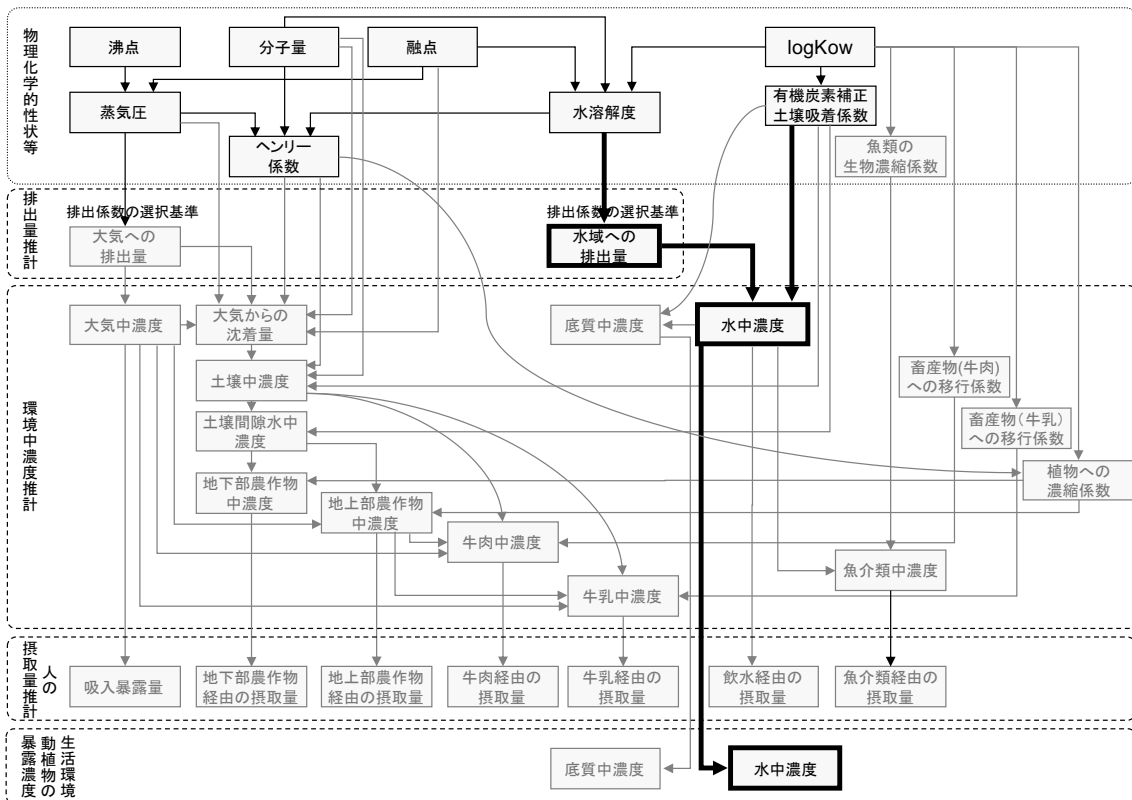 物理化学的性状等
沸点
分子量
融点
logKow
蒸気圧
水溶解度
有機炭素補正
土壌吸着係数
ヘンリー
係数
魚類の
生物濃縮係数
排出量推計
排出係数の選択基準
大気への
排出量
排出係数の選択基準
水域への
排出量
環境中濃度推計
大気中濃度
大気からの
沈着量
底質中濃度
水中濃度
土壌中濃度
畜産物(牛肉)
への移行係数
土壌間隙水中
濃度
畜産物(牛乳)
への移行係数
地下部農作物
中濃度
植物への
濃縮係数
地上部農作物
中濃度
牛肉中濃度
魚介類中濃度
牛乳中濃度
人の
摂取量推計
吸入暴露量
地下部農作物
経由の摂取量
地上部農作物
経由の摂取量
牛肉経由の
摂取量
牛乳経由の
摂取量
飲水経由の
摂取量
魚介類経由の
摂取量
生活環境
動植物の
暴露濃度
底質中濃度
水中濃度